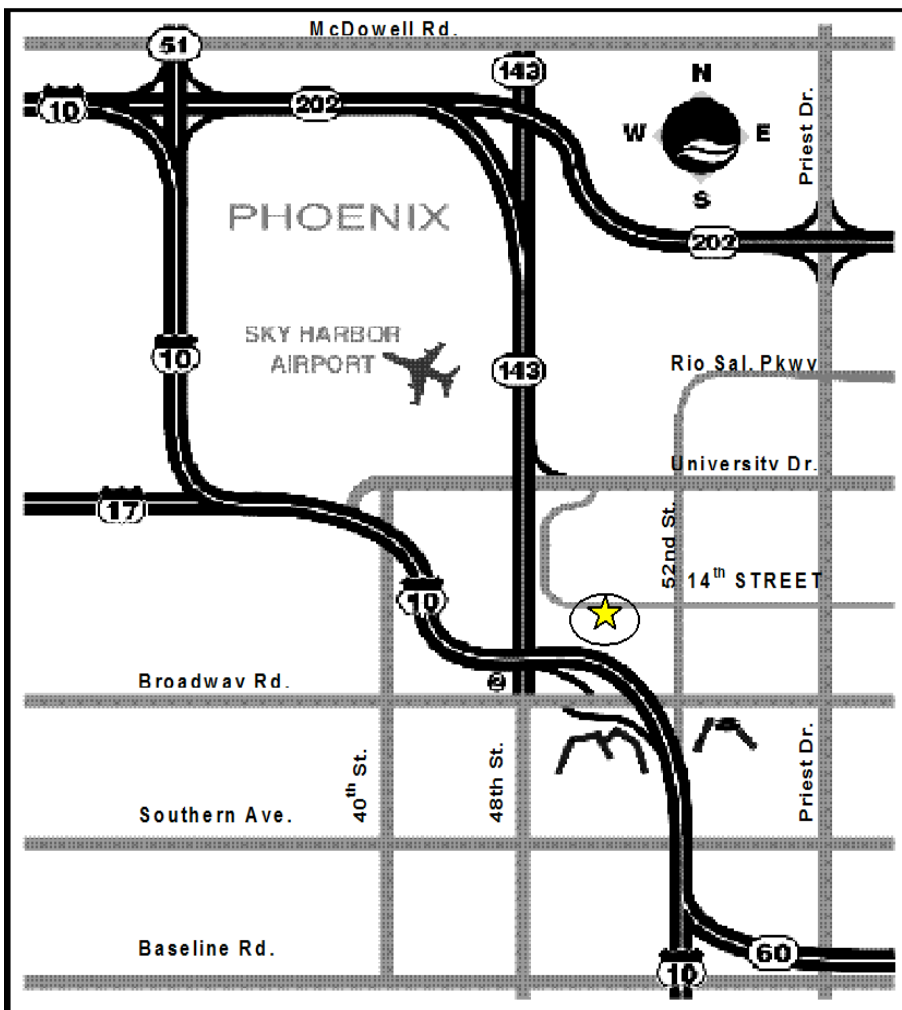 McDowell Rd.
51
143
N
10
202
W
E
Priest Dr.
S
PHOENIX
202
SKY HARBOR
AIRPORT
10
143
Rio Sal. Pkwy
University Dr.
17
52nd St.
14th STREET
10
Broadway Rd.
40th St.
48th St.
Priest Dr.
Southern Ave.
Baseline Rd.
60
10